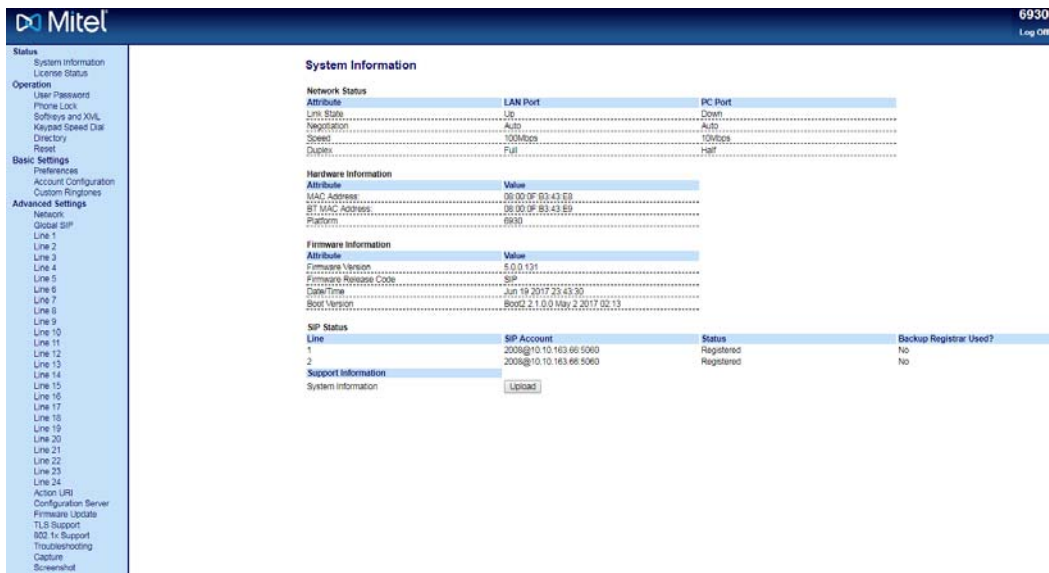 Mitel
6930
Log Off
Status
System Information
License Status
Operation
User Password
Phone Lock
Softkeys and XML
Keypad Speed Dial
Directory
Reset
Basic Settings
Preferences
Account Configuration
Custom Ringtones
Advanced Settings
Network
Global SIP
Line 1
Line 2
Line 3
Line 4
Line 5
Line 6
Line 7
Line 8
Line 9
Line 10
Line 11
Line 12
Line 13
Line 14
Line 15
Line 16
Line 17
Line 18
Line 19
Line 20
Line 21
Line 22
Line 23
Line 24
Action URI
Configuration Server
Firmware Update
TLS Support
802.1x Support
Troubleshooting
Capture
Screenshot
System Information
Network Status
Attribute LAN Port PC Port
Link State Up Down
Negotiation Auto Auto
Speed 100Mbps 10Mbps
Duplex Full Half
Hardware Information
Attribute Value
MAC Address: 08:00:0F:B3:43:E8
BT MAC Address: 08:00:0F:B3:43:E9
Platform 6930
Firmware Information
Attribute Value
Firmware Version 5.0.0.131
Firmware Release Code SIP
Date/Time Jun 19 2017 23:43:30
Boot Version Boot2 2.1.0.0 May 2 2017 02:13
SIP Status
Line SIP Account Status Backup Registrar Used?
1 2008@10.10.163.66:5060 Registered No
2 2008@10.10.163.66:5060 Registered No
Support Information
System Information Upload